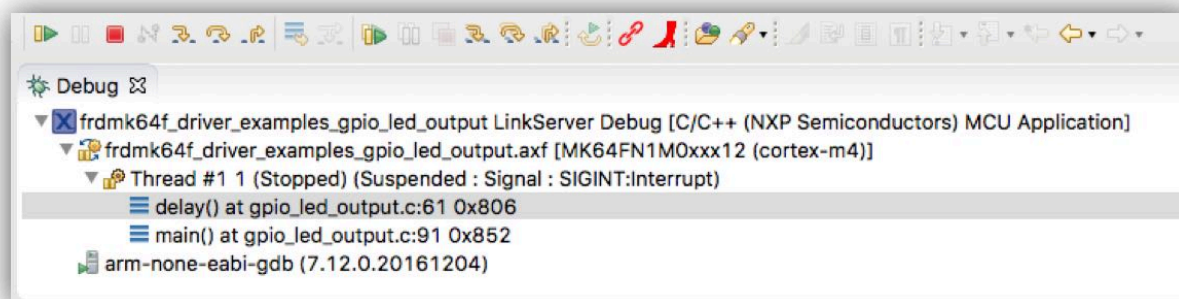 Debug
frdmk64f_driver_examples_gpio_led_output LinkServer Debug [C/C++ (NXP Semiconductors) MCU Application]
frdmk64f_driver_examples_gpio_led_output.axf [MK64FN1M0xxx12 (cortex-m4)]
Thread #1 1 (Stopped) (Suspended : Signal : SIGINT:Interrupt)
delay() at gpio_led_output.c:61 0x806
main() at gpio_led_output.c:91 0x852
arm-none-eabi-gdb (7.12.0.20161204)